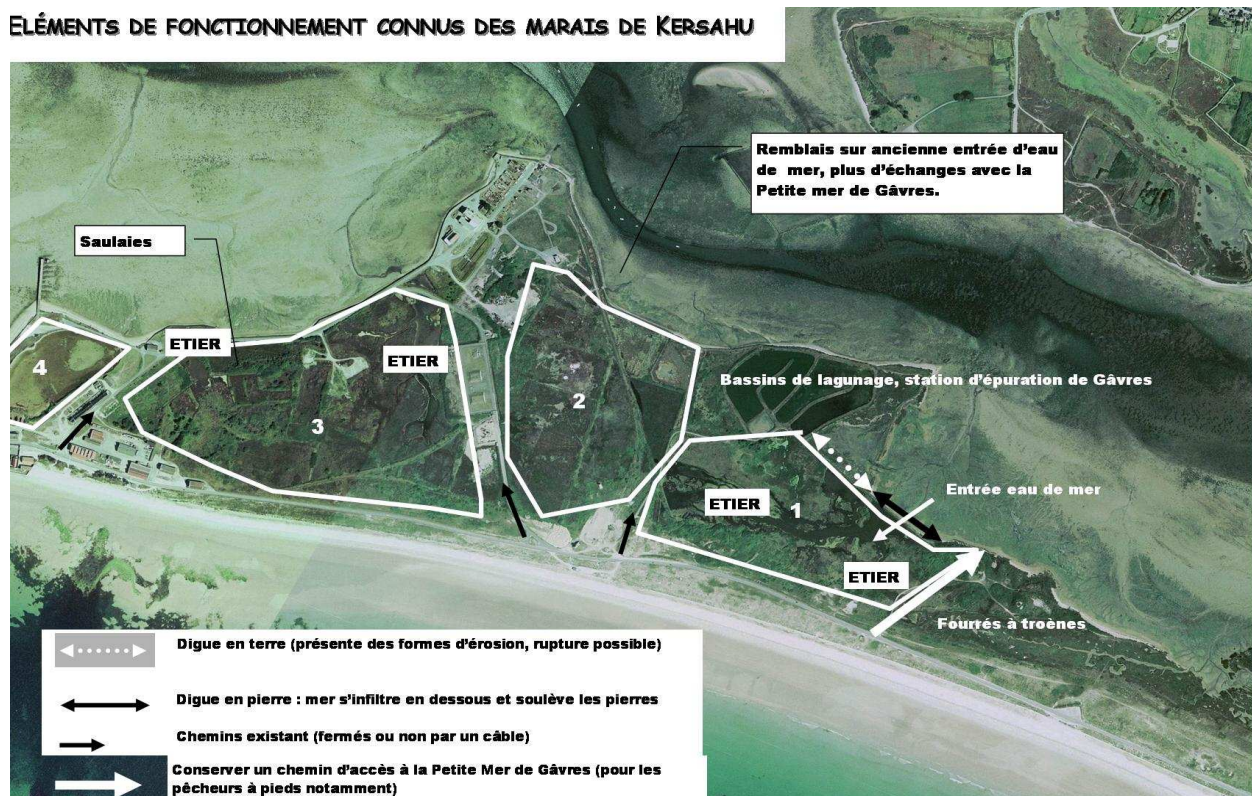 ELÉMENTS DE FONCTIONNEMENT CONNUS DES MARAIS DE KERSAHU
Remblais sur ancienne entrée d’eau
de mer, plus d’échanges avec la
Petite mer de Gâvres.
Saulaies
ETIER
ETIER
4
3
2
Bassins de lagunage, station d’épuration de Gâvres
ETIER
1
Entrée eau de mer
ETIER
Fourrés à troènes
Digue en terre (présente des formes d’érosion, rupture possible)
Digue en pierre : mer s’infiltre en dessous et soulève les pierres
Chemins existant (fermés ou non par un câble)
Conserver un chemin d’accès à la Petite Mer de Gâvres (pour les
pêcheurs à pieds notamment)